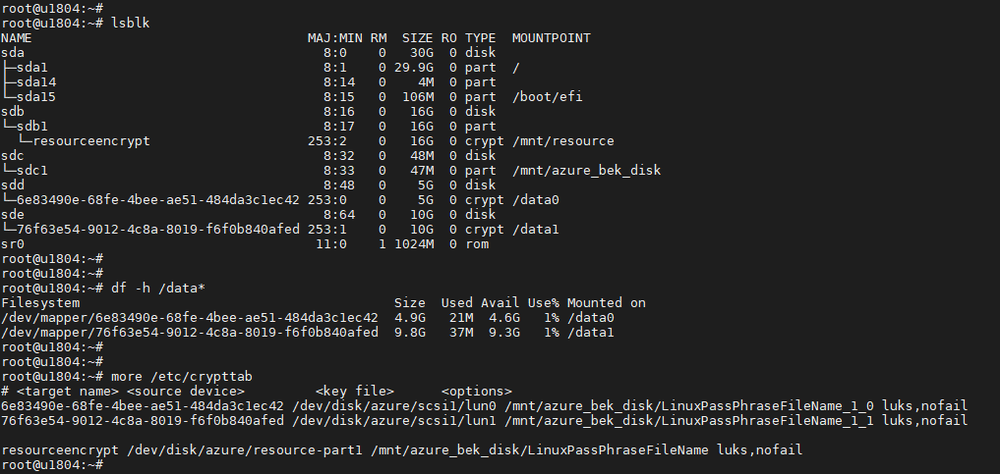 root@u1804:~#
root@u1804:~# lsblk
NAME                                   MAJ:MIN RM  SIZE RO TYPE  MOUNTPOINT
sda                                      8:0    0   30G  0 disk
├─sda1                                   8:1    0 29.9G  0 part  /
├─sda14                                  8:14   0    4M  0 part
└─sda15                                  8:15   0  106M  0 part  /boot/efi
sdb                                      8:16   0   16G  0 disk
└─sdb1                                   8:17   0   16G  0 part
  └─resourceencrypt                    253:2    0   16G  0 crypt /mnt/resource
sdc                                      8:32   0   48M  0 disk
└─sdc1                                   8:33   0   47M  0 part  /mnt/azure_bek_disk
sdd                                      8:48   0    5G  0 disk
└─6e83490e-68fe-4bee-ae51-484da3c1ec42 253:0    0    5G  0 crypt /data0
sde                                      8:64   0   10G  0 disk
└─76f63e54-9012-4c8a-8019-f6f0b840afed 253:1    0   10G  0 crypt /data1
sr0                                     11:0    1 1024M  0 rom
root@u1804:~#
root@u1804:~#
root@u1804:~# df -h /data*
Filesystem                                        Size  Used Avail Use% Mounted on
/dev/mapper/6e83490e-68fe-4bee-ae51-484da3c1ec42  4.9G   21M  4.6G   1% /data0
/dev/mapper/76f63e54-9012-4c8a-8019-f6f0b840afed  9.8G   37M  9.3G   1% /data1
root@u1804:~#
root@u1804:~#
root@u1804:~# more /etc/crypttab
# <target name> <source device>         <key file>      <options>
6e83490e-68fe-4bee-ae51-484da3c1ec42 /dev/disk/azure/scsi1/lun0 /mnt/azure_bek_disk/LinuxPassPhraseFileName_1_0 luks,nofail
76f63e54-9012-4c8a-8019-f6f0b840afed /dev/disk/azure/scsi1/lun1 /mnt/azure_bek_disk/LinuxPassPhraseFileName_1_1 luks,nofail

resourceencrypt /dev/disk/azure/resource-part1 /mnt/azure_bek_disk/LinuxPassPhraseFileName luks,nofail
root@u1804:~#